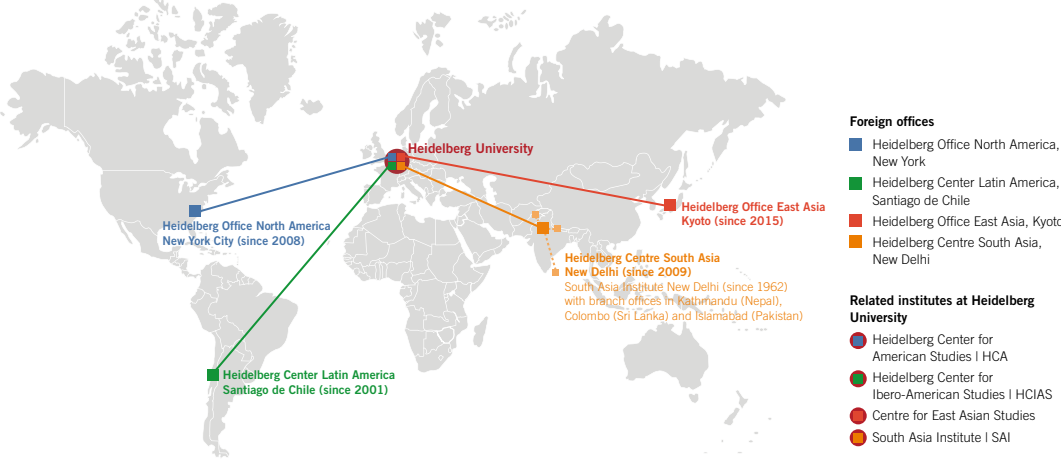 Heidelberg University
Heidelberg Office North America
New York City (since 2008)
Heidelberg Office East Asia
Kyoto (since 2015)
Heidelberg Centre South Asia
New Delhi (since 2009)
South Asia Institute New Delhi (since 1962)
with branch offices in Kathmandu (Nepal),
Colombo (Sri Lanka) and Islamabad (Pakistan)
Heidelberg Center Latin America
Santiago de Chile (since 2001)
Foreign offices
Heidelberg Office North America,
New York
Heidelberg Center Latin America,
Santiago de Chile
Heidelberg Office East Asia, Kyoto
Heidelberg Centre South Asia,
New Delhi
Related institutes at Heidelberg
University
Heidelberg Center for
American Studies | HCA
Heidelberg Center for
Ibero-American Studies | HCIAS
Centre for East Asian Studies
South Asia Institute | SAI